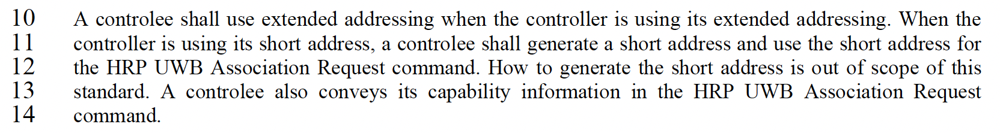 10 A controlee shall use extended addressing when the controller is using its extended addressing. When the
11 controller is using its short address, a controlee shall generate a short address and use the short address for
12 the HRP UWB Association Request command. How to generate the short address is out of scope of this
13 standard. A controlee also conveys its capability information in the HRP UWB Association Request
14 command.